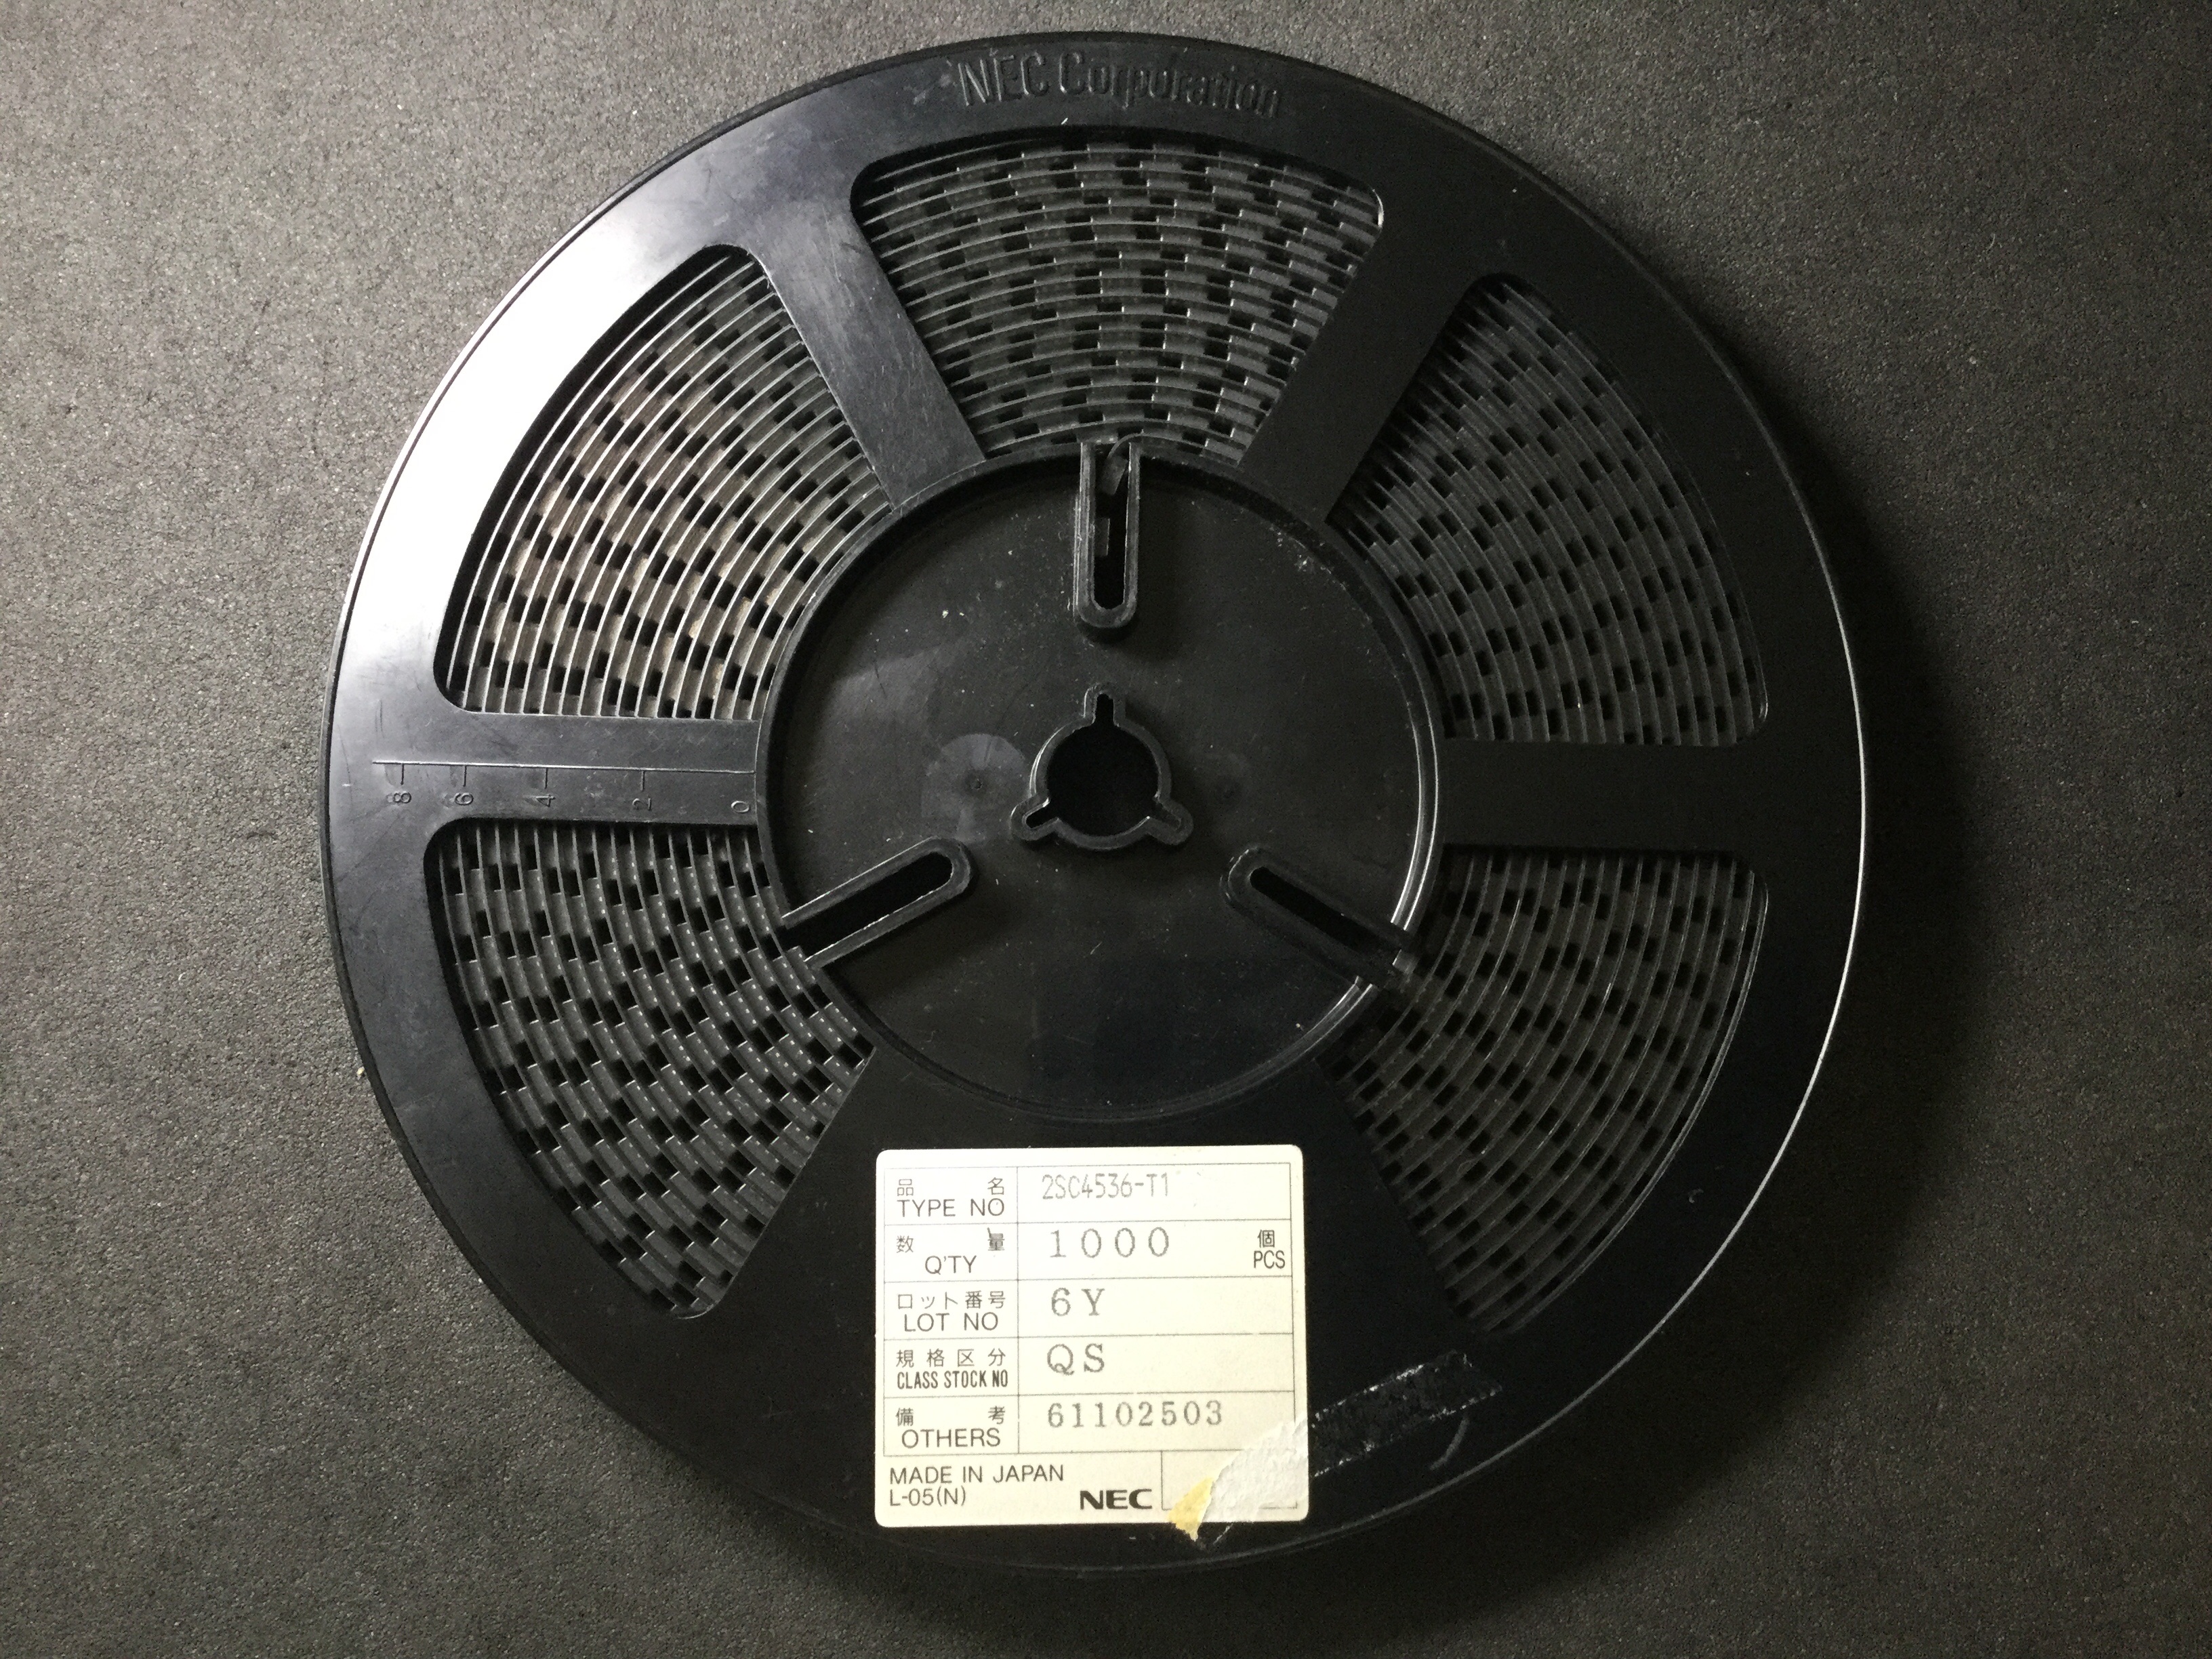 NEC Corporation
8 6 4 2 0
品名 2SC4536-T1
TYPE NO
数量 1000 個
Q'TY PCS
ロット番号 6Y
LOT NO
規格区分 QS
CLASS STOCK NO
備考 61102503
OTHERS
MADE IN JAPAN
L-05(N) NEC